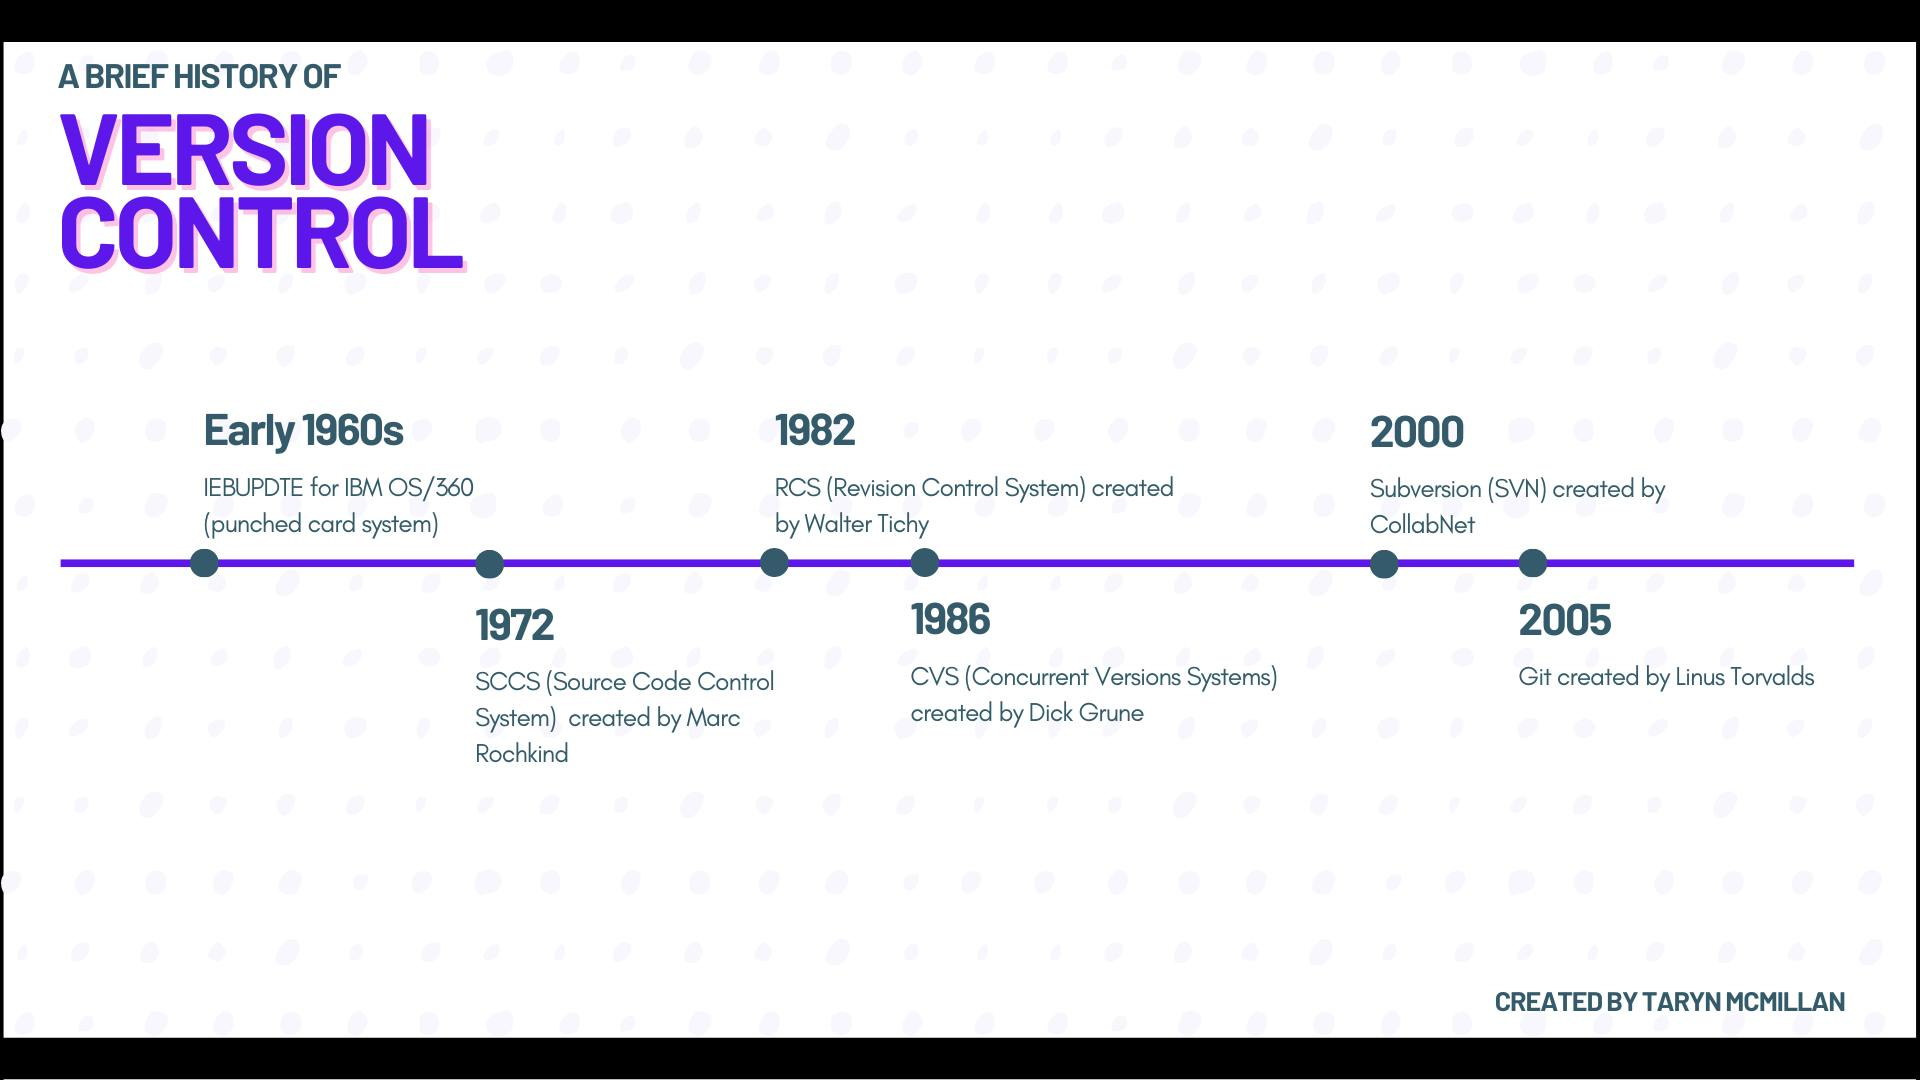 A BRIEF HISTORY OF
VERSION
CONTROL
Early 1960s
IEBUPDTE for IBM OS/360
(punched card system)
1972
SCCS (Source Code Control
System)  created by Marc
Rochkind
1982
RCS (Revision Control System) created
by Walter Tichy
1986
CVS (Concurrent Versions Systems)
created by Dick Grune
2000
Subversion (SVN) created by
CollabNet
2005
Git created by Linus Torvalds
CREATED BY TARYN MCMILLAN